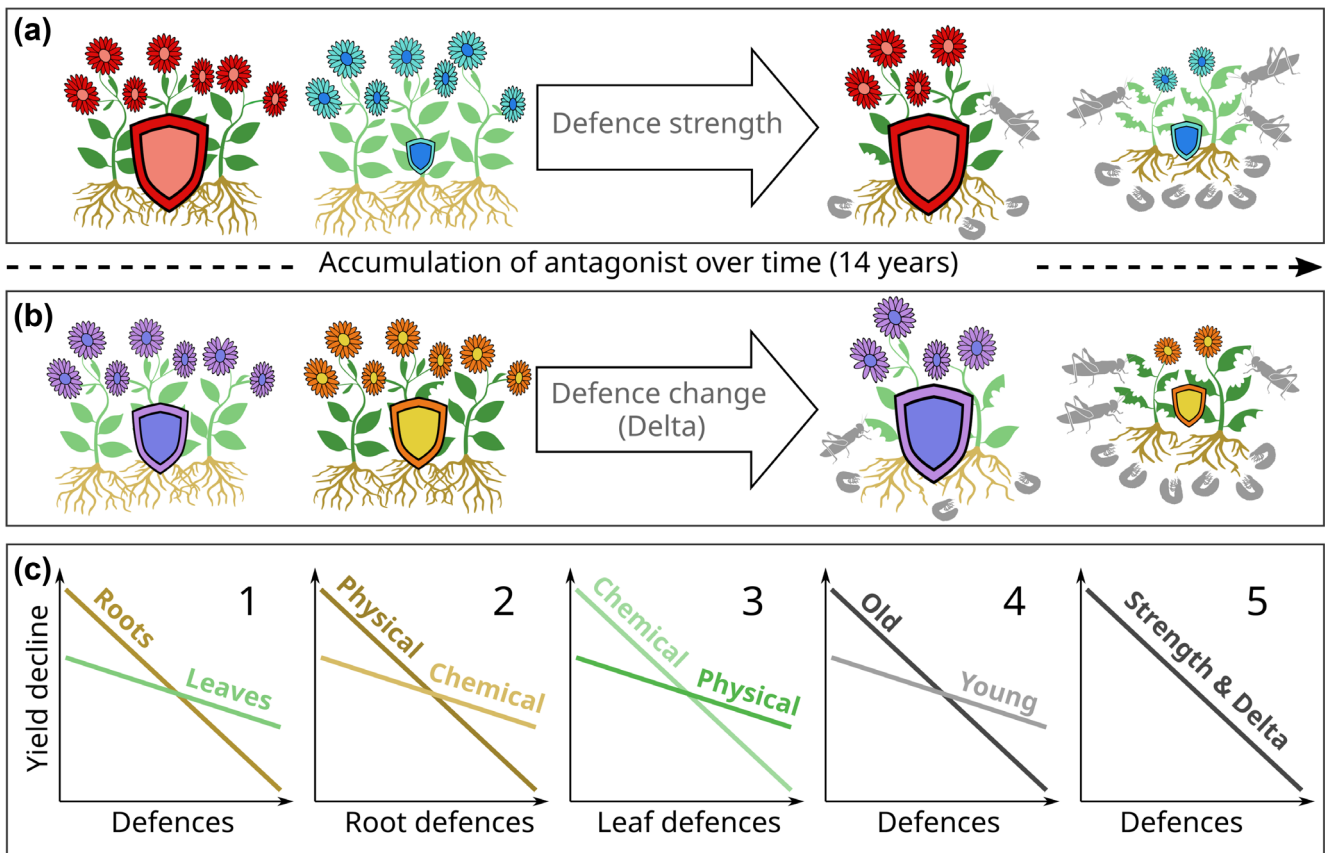 (a)
Defence strength
Accumulation of antagonist over time (14 years)
(b)
Defence change
(Delta)
(c)
Yield decline
1
Roots
Leaves
Defences
2
Physical
Chemical
Root defences
3
Chemical
Physical
Leaf defences
4
Old
Young
Defences
5
Strength & Delta
Defences